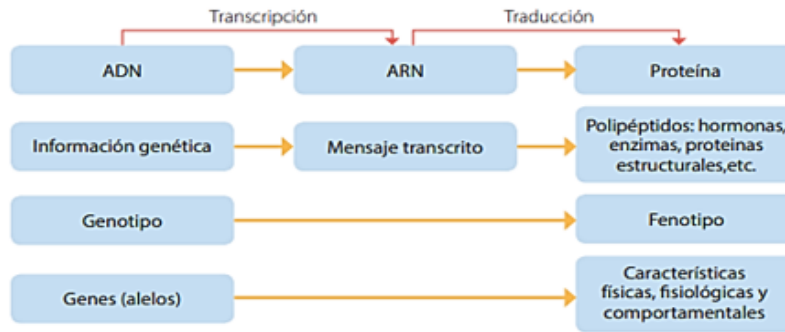 Transcripción
Traducción
ADN
ARN
Proteína
Información genética
Mensaje transcrito
Polipéptidos: hormonas,
enzimas, proteinas
estructurales,etc.
Genotipo
Fenotipo
Genes (alelos)
Características
físicas, fisiológicas y
comportamentales